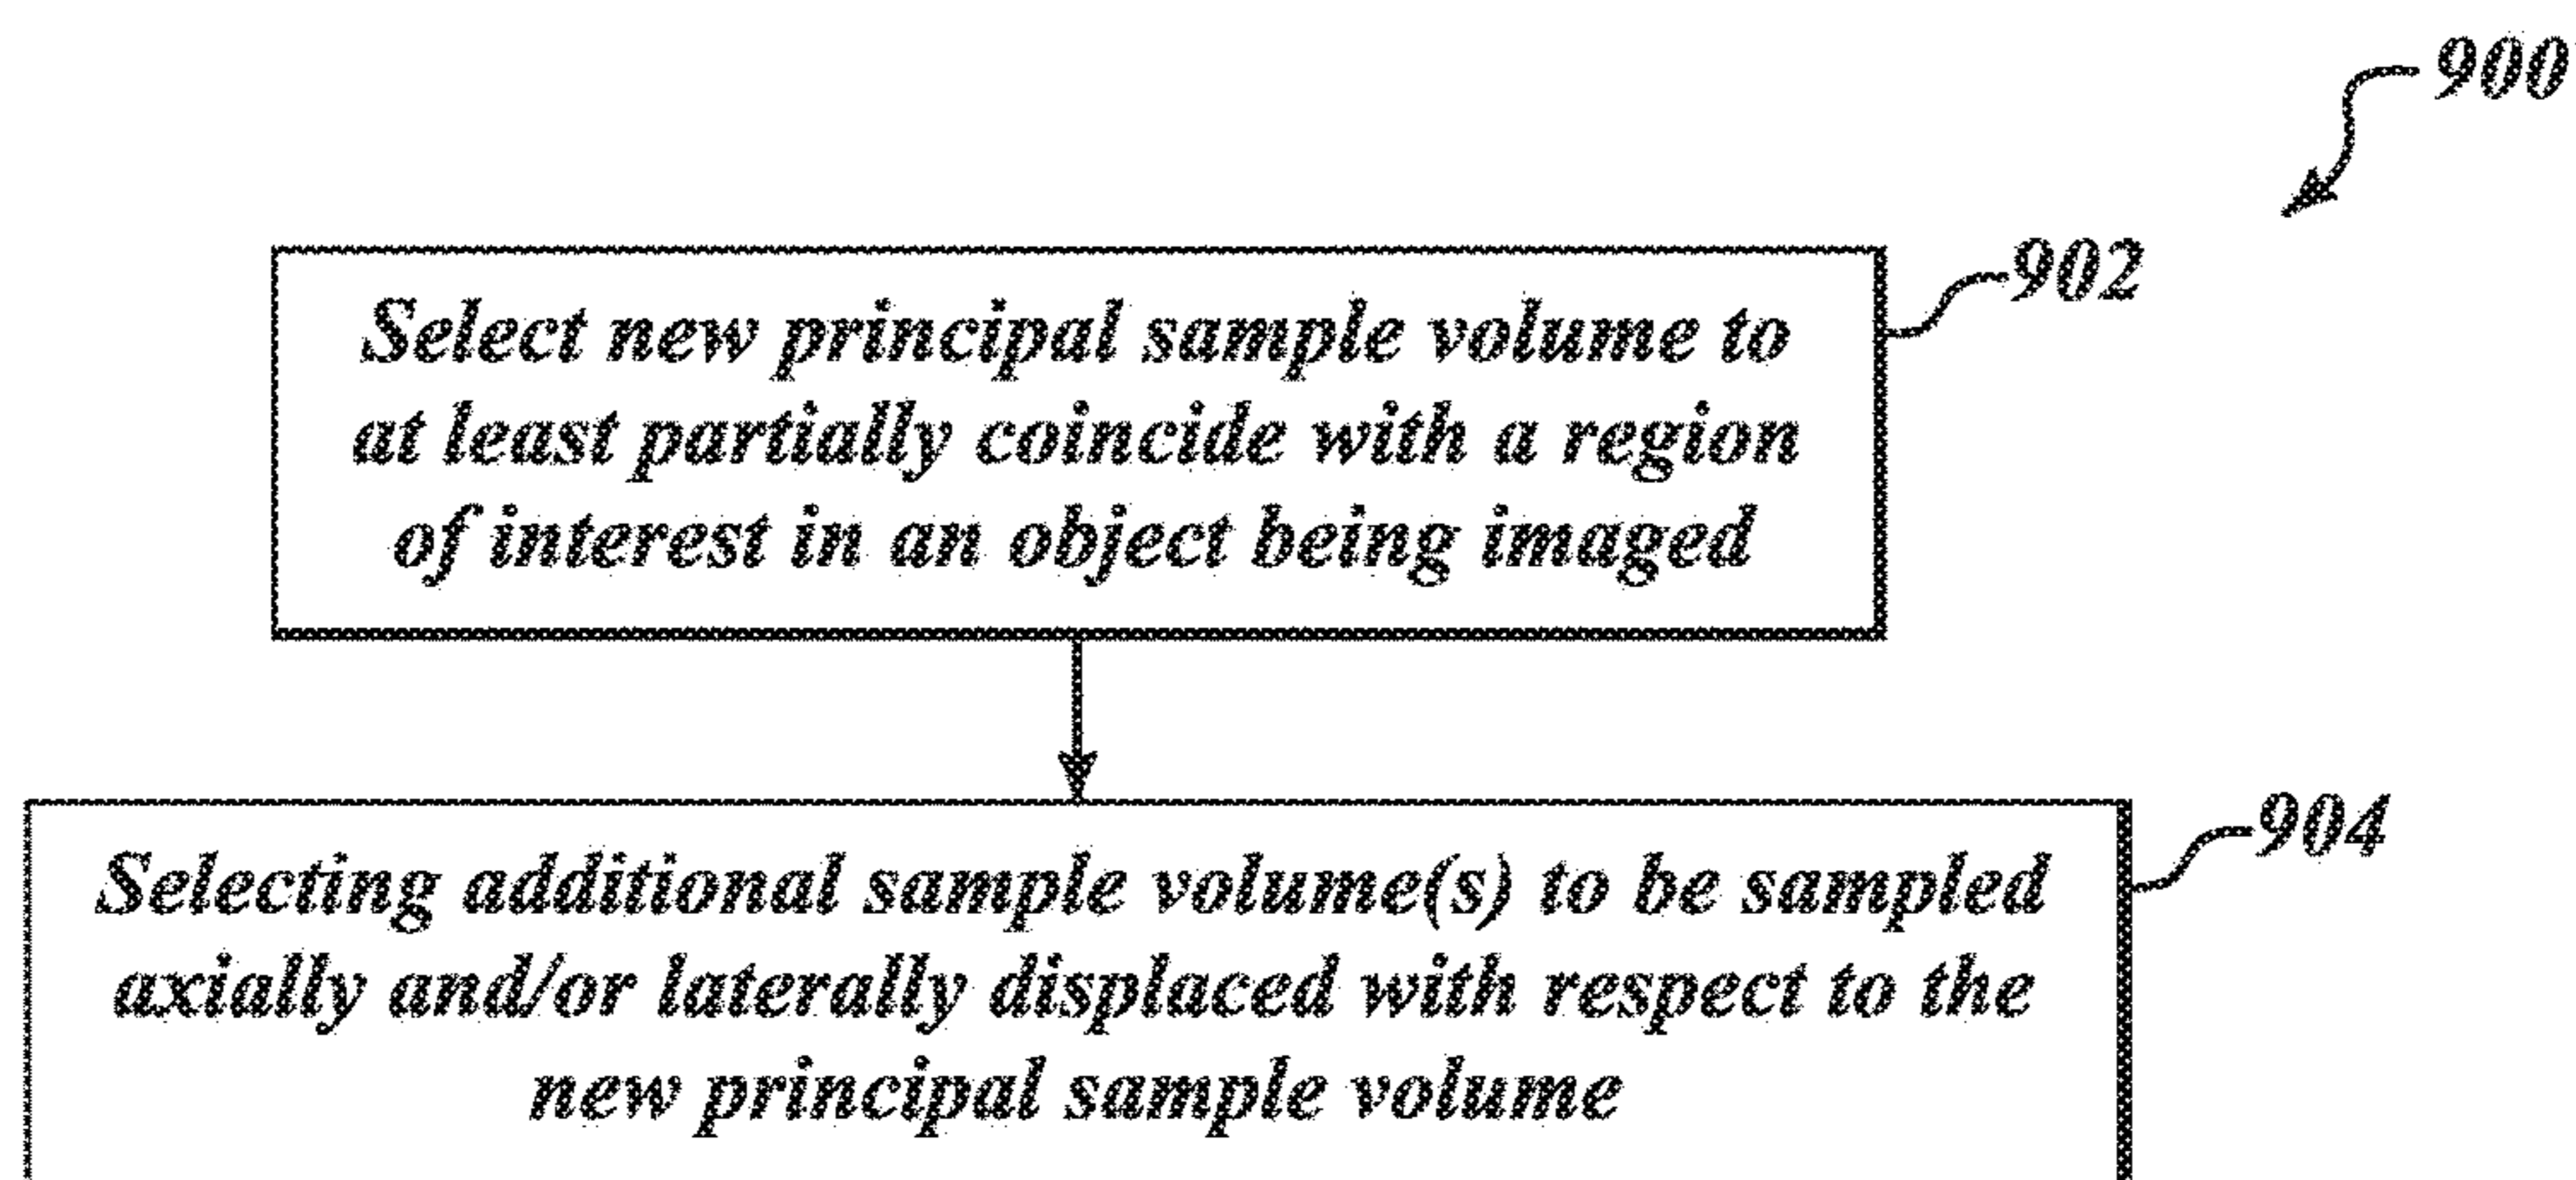 900
902
Select new principal sample volume to
at least partially coincide with a region
of interest in an object being imaged
904
Selecting additional sample volume(s) to be sampled
axially and/or laterally displaced with respect to the
new principal sample volume